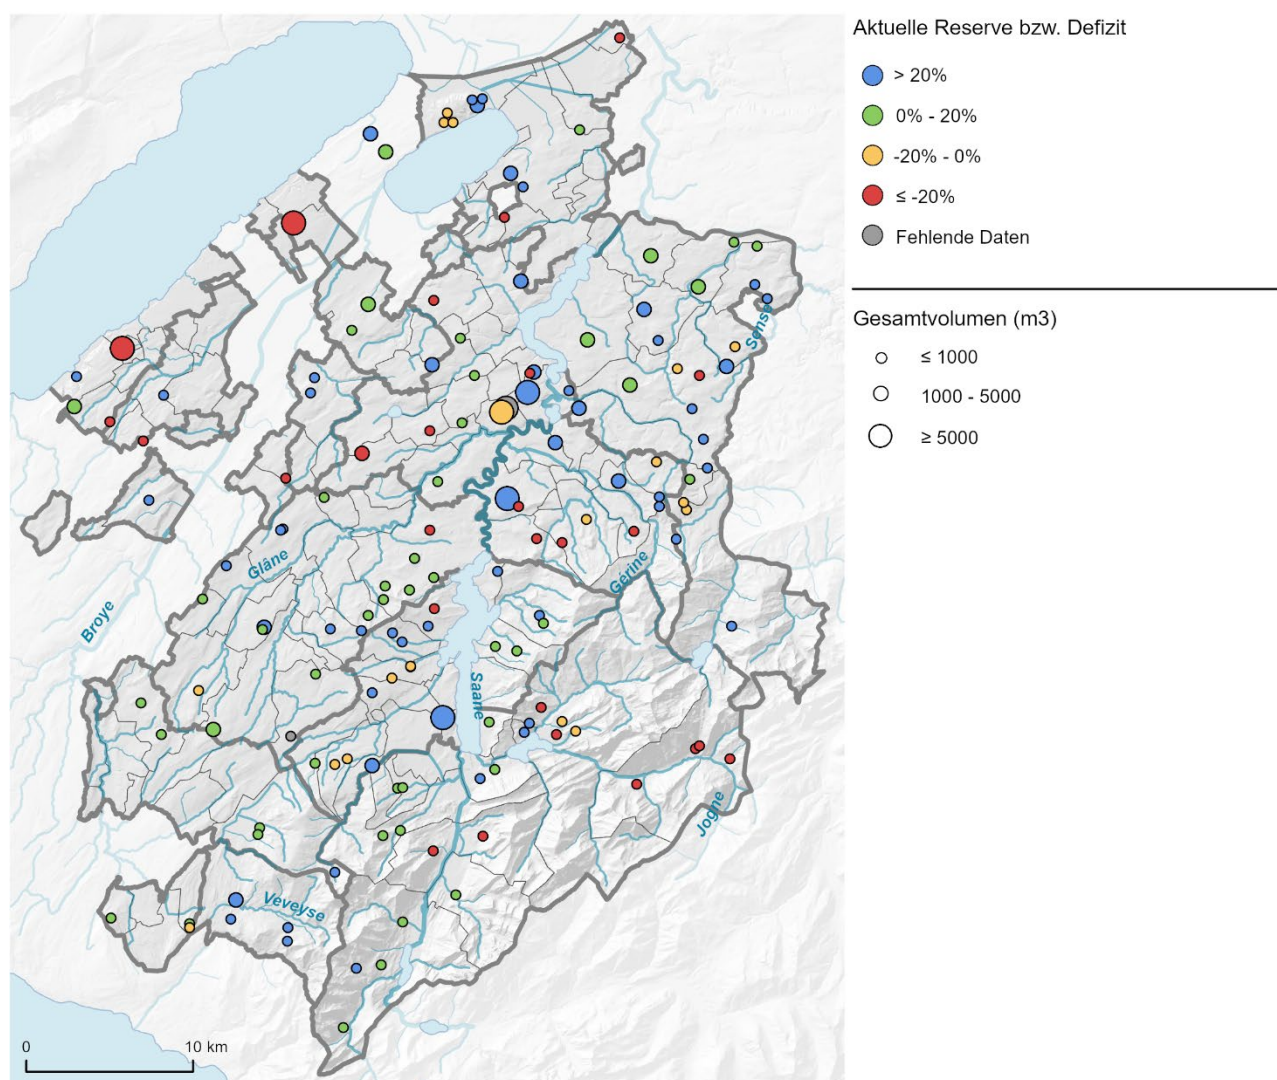 Aktuelle Reserve bzw. Defizit
> 20%
0% - 20%
-20% - 0%
≤ -20%
Fehlende Daten
Gesamtvolumen (m3)
≤ 1000
1000 - 5000
≥ 5000
Sense
Glâne
Gérine
Broye
Saane
Jogne
Veveyse
0 10 km